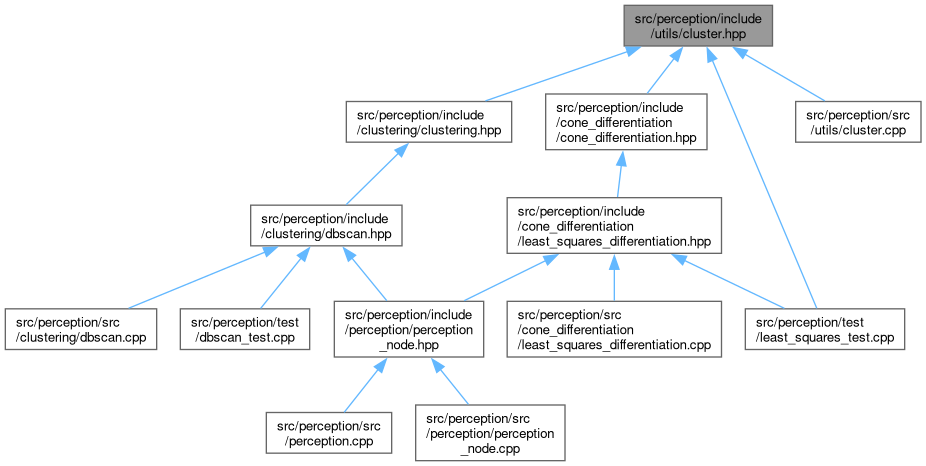 src/perception/include
/utils/cluster.hpp
src/perception/include
/clustering/clustering.hpp
src/perception/include
/cone_differentiation
/cone_differentiation.hpp
src/perception/src
/utils/cluster.cpp
src/perception/include
/clustering/dbscan.hpp
src/perception/include
/cone_differentiation
/least_squares_differentiation.hpp
src/perception/src
/clustering/dbscan.cpp
src/perception/test
/dbscan_test.cpp
src/perception/include
/perception/perception
_node.hpp
src/perception/src
/cone_differentiation
/least_squares_differentiation.cpp
src/perception/test
/least_squares_test.cpp
src/perception/src
/perception.cpp
src/perception/src
/perception/perception
_node.cpp